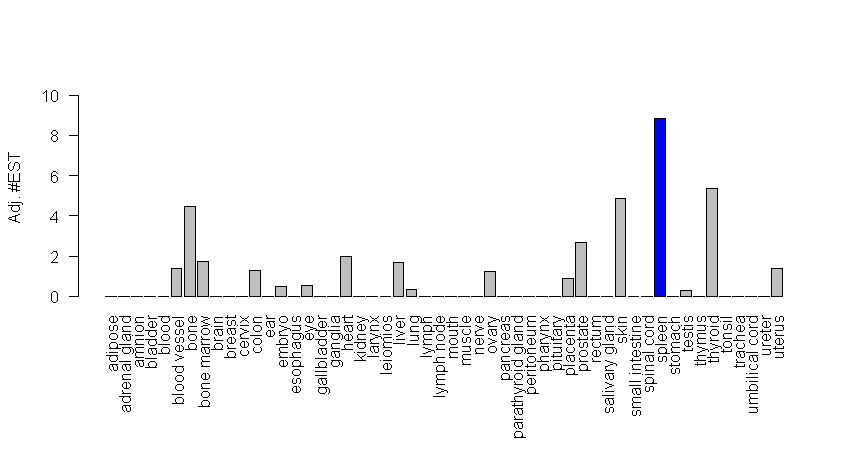 10
8
6
4
2
0
Adj. #EST
adipose
adrenal gland
amnion
bladder
blood
blood vessel
bone
bone marrow
brain
breast
cervix
colon
ear
embryo
esophagus
eye
gallbladder
ganglia
heart
kidney
larynx
leiomios
liver
lung
lymph
lymph node
mouth
muscle
nerve
ovary
pancreas
parathyroid gland
peritoneum
pharynx
pituitary
placenta
prostate
rectum
salivary gland
skin
small intestine
spinal cord
spleen
stomach
testis
thymus
thyroid
tonsil
trachea
umbilical cord
ureter
uterus